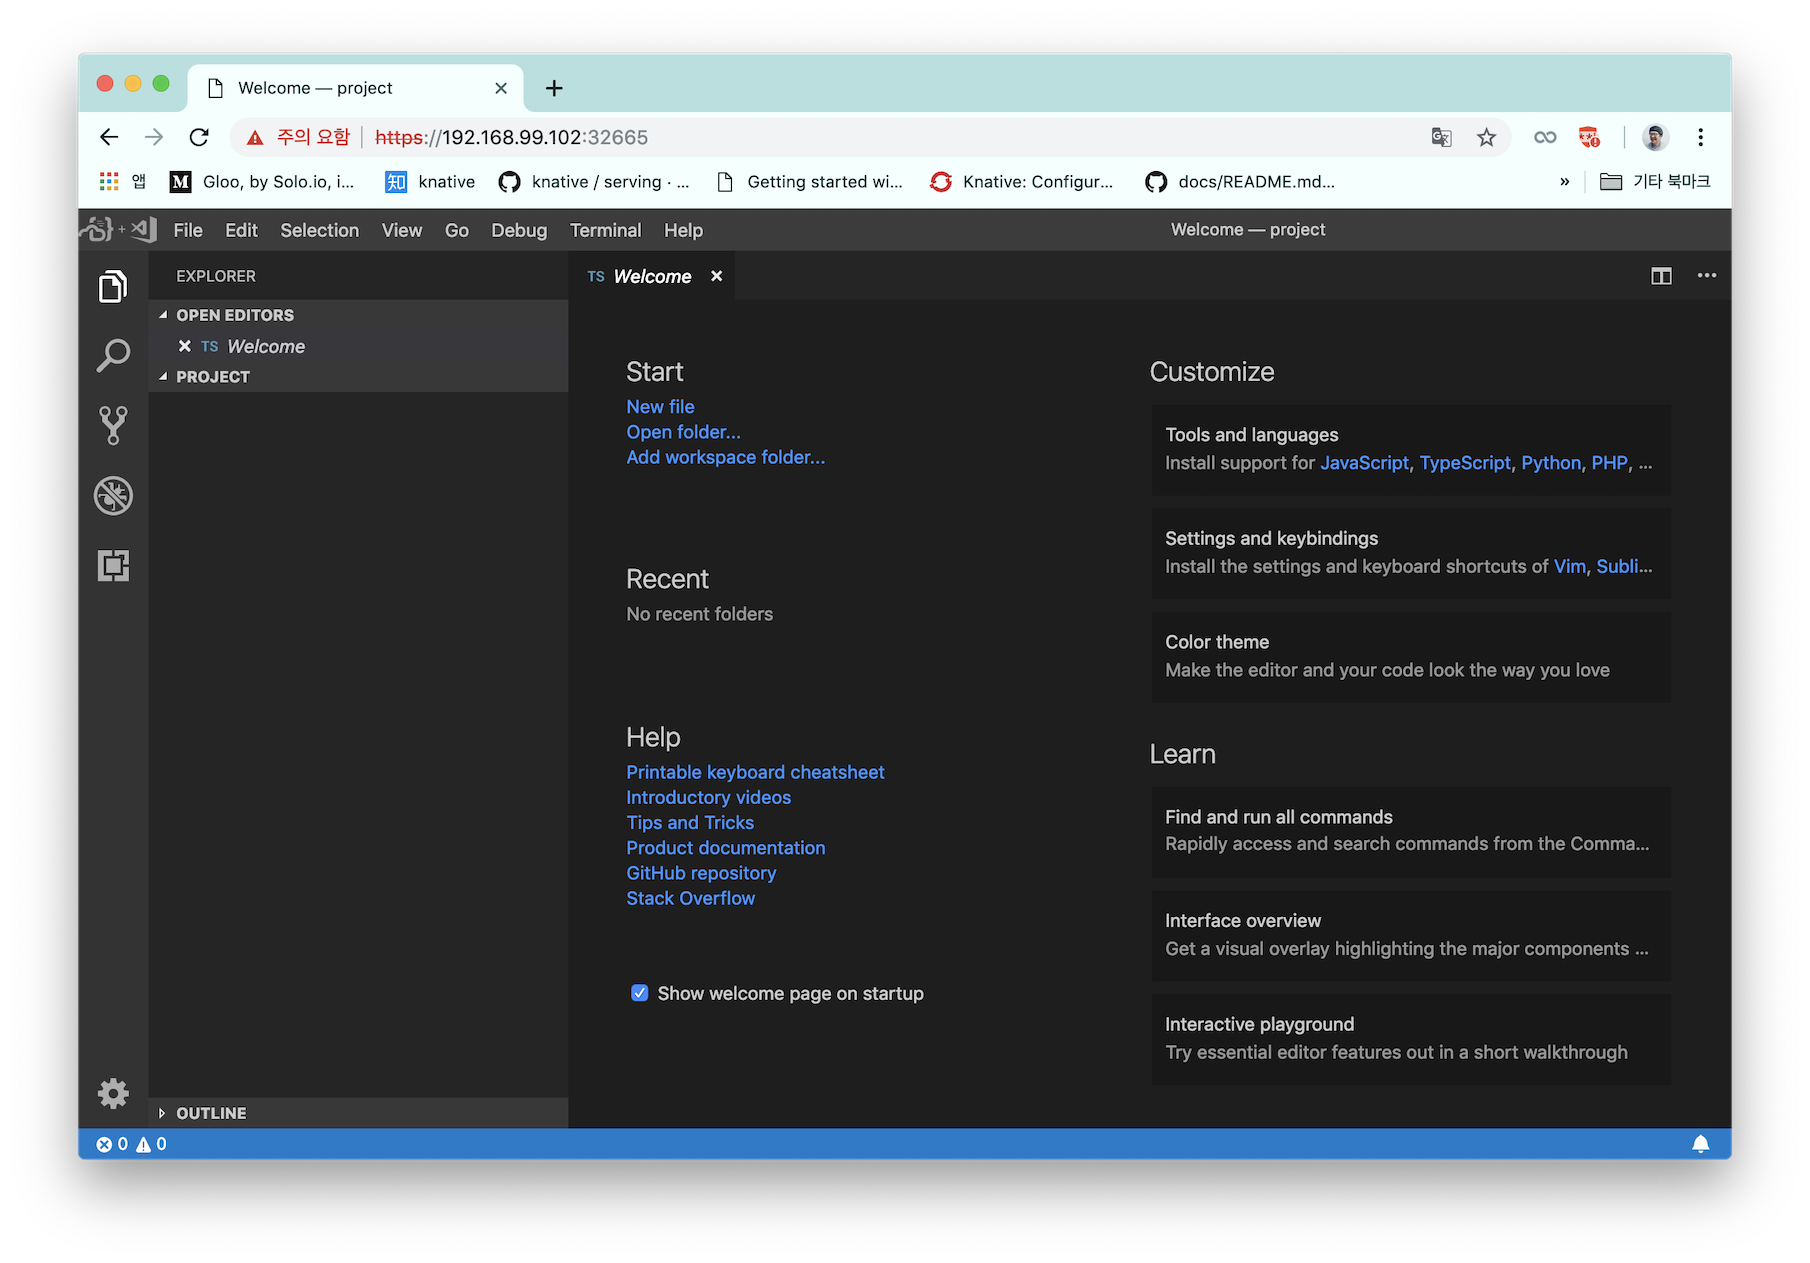 Welcome — project
주의 요함 https://192.168.99.102:32665
앱 M Gloo, by Solo.io, i... 知 knative knative / serving · ... Getting started wi... Knative: Configur... docs/README.md... » 기타 북마크
File Edit Selection View Go Debug Terminal Help Welcome — project
EXPLORER
OPEN EDITORS
TS Welcome
PROJECT
OUTLINE
TS Welcome
Start
New file
Open folder...
Add workspace folder...
Recent
No recent folders
Help
Printable keyboard cheatsheet
Introductory videos
Tips and Tricks
Product documentation
GitHub repository
Stack Overflow
Show welcome page on startup
Customize
Tools and languages
Install support for JavaScript, TypeScript, Python, PHP, ...
Settings and keybindings
Install the settings and keyboard shortcuts of Vim, Subli...
Color theme
Make the editor and your code look the way you love
Learn
Find and run all commands
Rapidly access and search commands from the Comma...
Interface overview
Get a visual overlay highlighting the major components ...
Interactive playground
Try essential editor features out in a short walkthrough
0 0